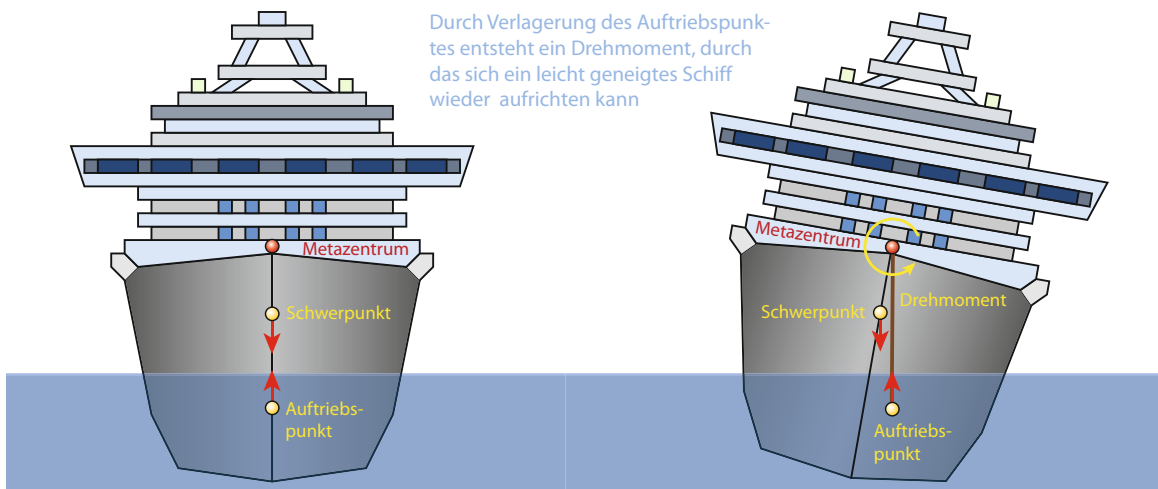 Durch Verlagerung des Auftriebspunk-
tes entsteht ein Drehmoment, durch
das sich ein leicht geneigtes Schiff
wieder aufrichten kann
Metazentrum
Schwerpunkt
Auftriebs-
punkt
Metazentrum
Drehmoment
Schwerpunkt
Auftriebs-
punkt